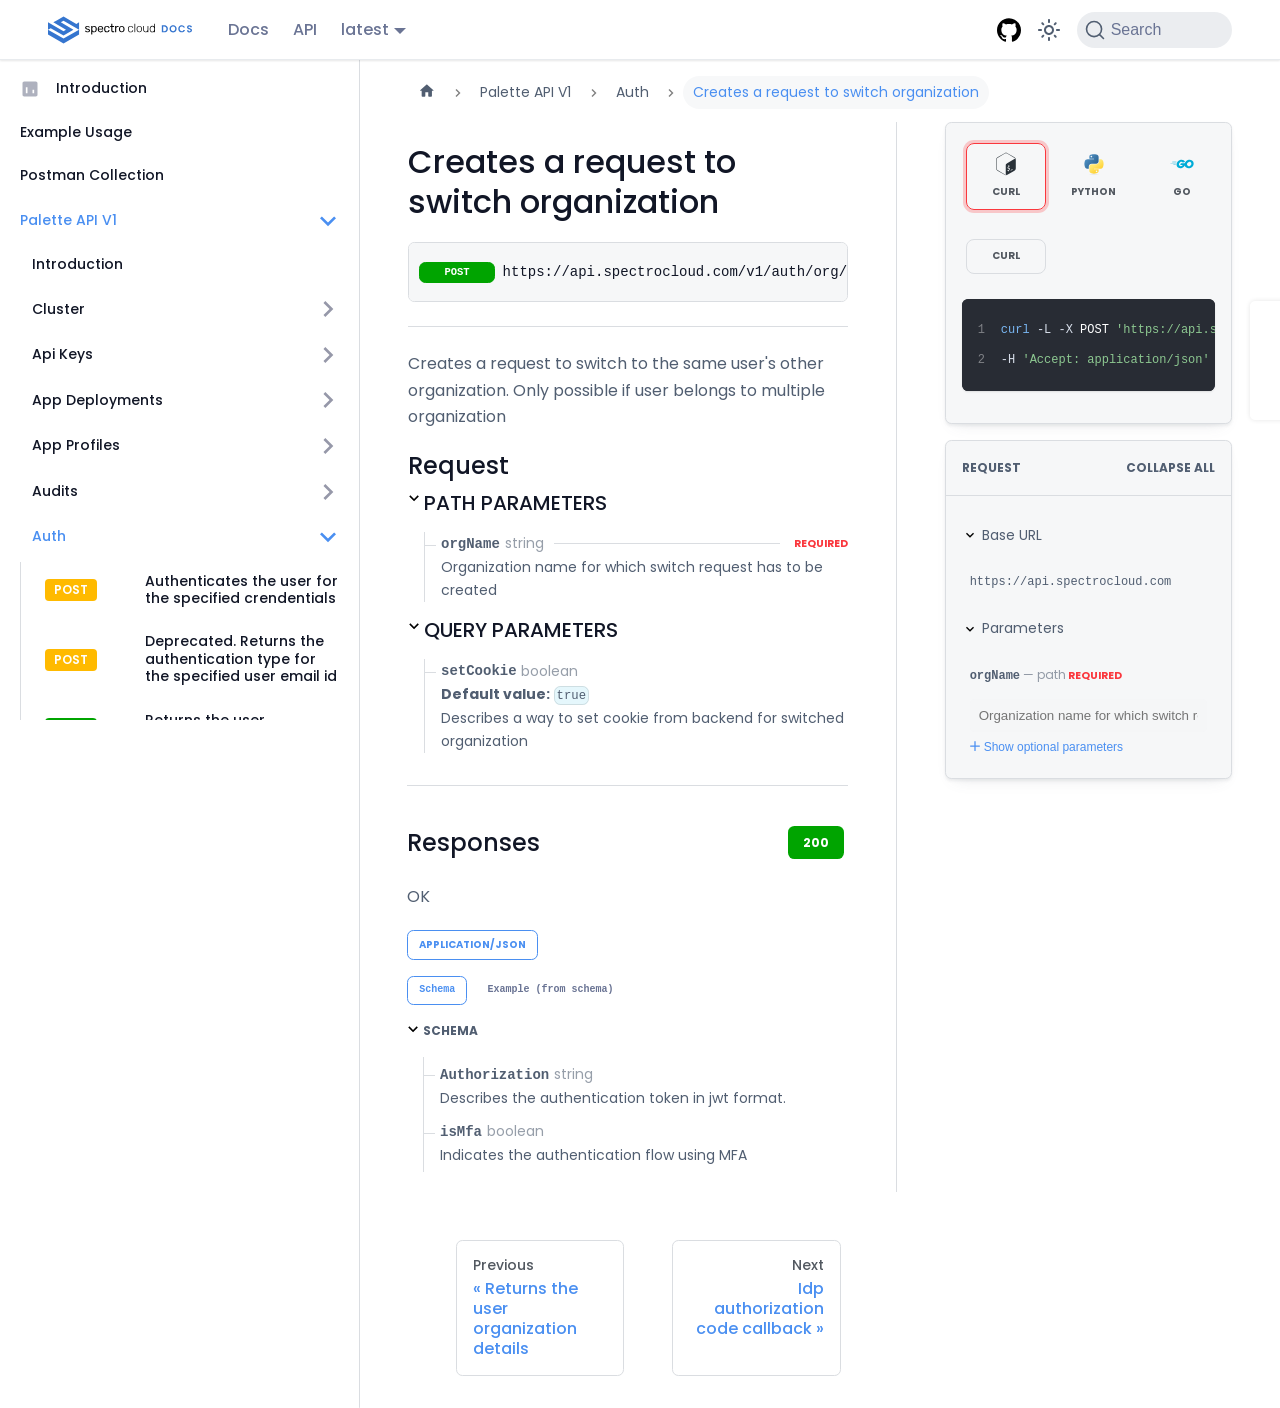 spectro cloud DOCS
Docs
API
latest
Search
Introduction
Example Usage
Postman Collection
Palette API V1
Introduction
Cluster
Api Keys
App Deployments
App Profiles
Audits
Auth
POST
Authenticates the user for
the specified crendentials
POST
Deprecated. Returns the
authentication type for
the specified user email id
Returns the user
Palette API V1
Auth
Creates a request to switch organization
Creates a request to
switch organization
POST https://api.spectrocloud.com/v1/auth/org/
Creates a request to switch to the same user's other
organization. Only possible if user belongs to multiple
organization
Request
PATH PARAMETERS
orgName string REQUIRED
Organization name for which switch request has to be
created
QUERY PARAMETERS
setCookie boolean
Default value: true
Describes a way to set cookie from backend for switched
organization
Responses
200
OK
APPLICATION/JSON
Schema
Example (from schema)
SCHEMA
Authorization string
Describes the authentication token in jwt format.
isMfa boolean
Indicates the authentication flow using MFA
Previous
« Returns the
user
organization
details
Next
Idp
authorization
code callback »
CURL
PYTHON
GO
CURL
1 curl -L -X POST 'https://api.s
2 -H 'Accept: application/json'
REQUEST
COLLAPSE ALL
Base URL
https://api.spectrocloud.com
Parameters
orgName — path REQUIRED
Organization name for which switch r
Show optional parameters